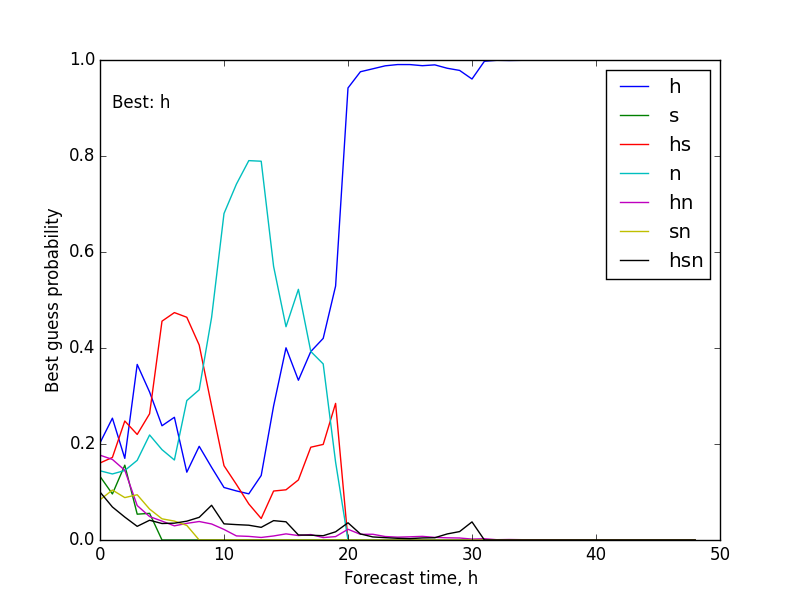 1.0
0.8
0.6
0.4
0.2
0.0
Best guess probability
Best: h
h
s
hs
n
hn
sn
hsn
0 10 20 30 40 50
Forecast time, h